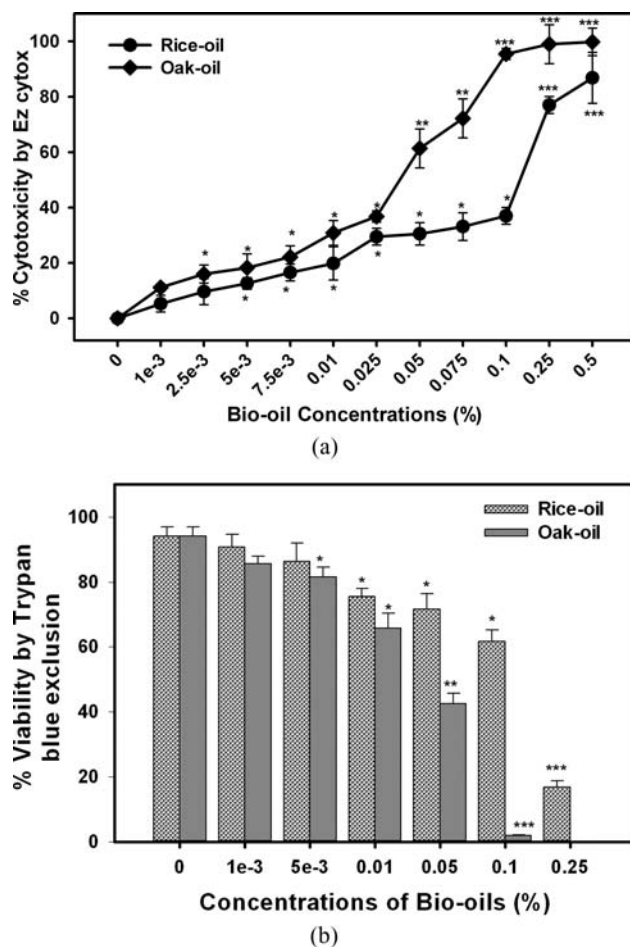 (a)
100
80
60
40
20
0
% Cytotoxicity by Ez cytox
Rice-oil
Oak-oil
* * * * * ** ** *** *** ***
* * * * * * * *** ***
0 1e-3 2.5e-3 5e-3 7.5e-3 0.01 0.025 0.05 0.075 0.1 0.25 0.5
Bio-oil Concentrations (%)
(a)
100
80
60
40
20
0
% Viability by Trypan
blue exclusion
Rice-oil
Oak-oil
* * * * ** * *** ***
0 1e-3 5e-3 0.01 0.05 0.1 0.25
Concentrations of Bio-oils (%)
(b)